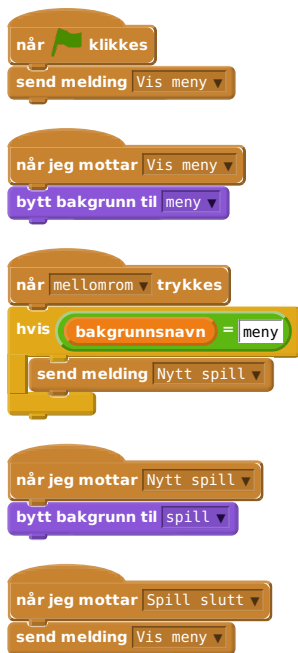 når klikkes
send melding Vis meny ▼
når jeg mottar Vis meny ▼
bytt bakgrunn til meny ▼
når mellomrom ▼ trykkes
hvis bakgrunnsnavn = meny
send melding Nytt spill ▼
når jeg mottar Nytt spill ▼
bytt bakgrunn til spill ▼
når jeg mottar Spill slutt ▼
send melding Vis meny ▼